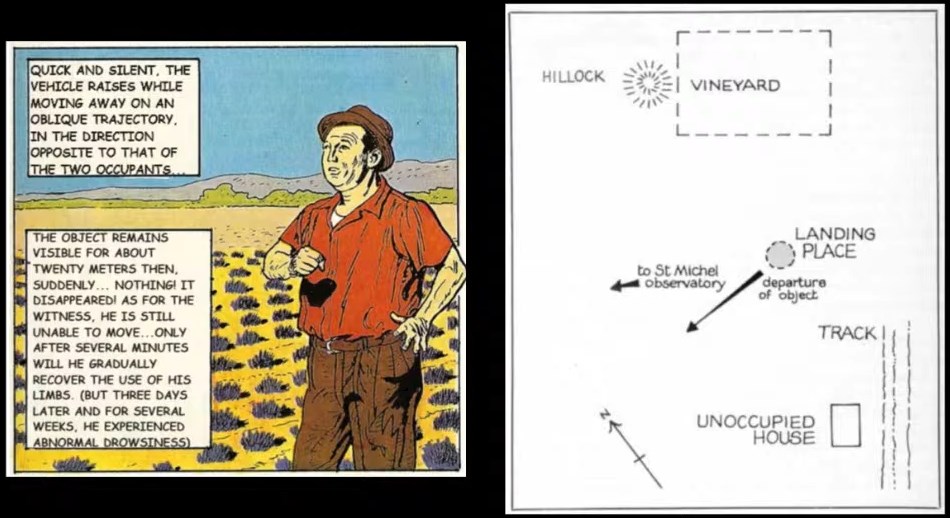 QUICK AND SILENT, THE
VEHICLE RAISES WHILE
MOVING AWAY ON AN
OBLIQUE TRAJECTORY,
IN THE DIRECTION
OPPOSITE TO THAT OF
THE TWO OCCUPANTS...
THE OBJECT REMAINS
VISIBLE FOR ABOUT
TWENTY METERS THEN,
SUDDENLY... NOTHING! IT
DISAPPEARED! AS FOR THE
WITNESS, HE IS STILL
UNABLE TO MOVE...ONLY
AFTER SEVERAL MINUTES
WILL HE GRADUALLY
RECOVER THE USE OF HIS
LIMBS. (BUT THREE DAYS
LATER AND FOR SEVERAL
WEEKS, HE EXPERIENCED
ABNORMAL DROWSINESS)
HILLOCK
VINEYARD
LANDING
PLACE
to St Michel
observatory
departure
of object
TRACK
UNOCCUPIED
HOUSE
N